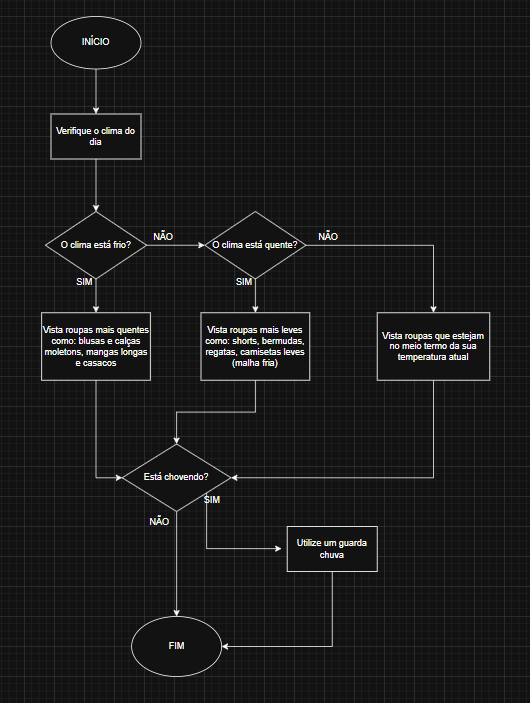 INÍCIO
Verifique o clima do
dia
O clima está frio?
NÃO
O clima está quente?
NÃO
SIM
SIM
Vista roupas mais quentes
como: blusas e calças
moletons, mangas longas
e casacos
Vista roupas mais leves
como: shorts, bermudas,
regatas, camisetas leves
(malha fria)
Vista roupas que estejam
no meio termo da sua
temperatura atual
Está chovendo?
SIM
NÃO
Utilize um guarda
chuva
FIM